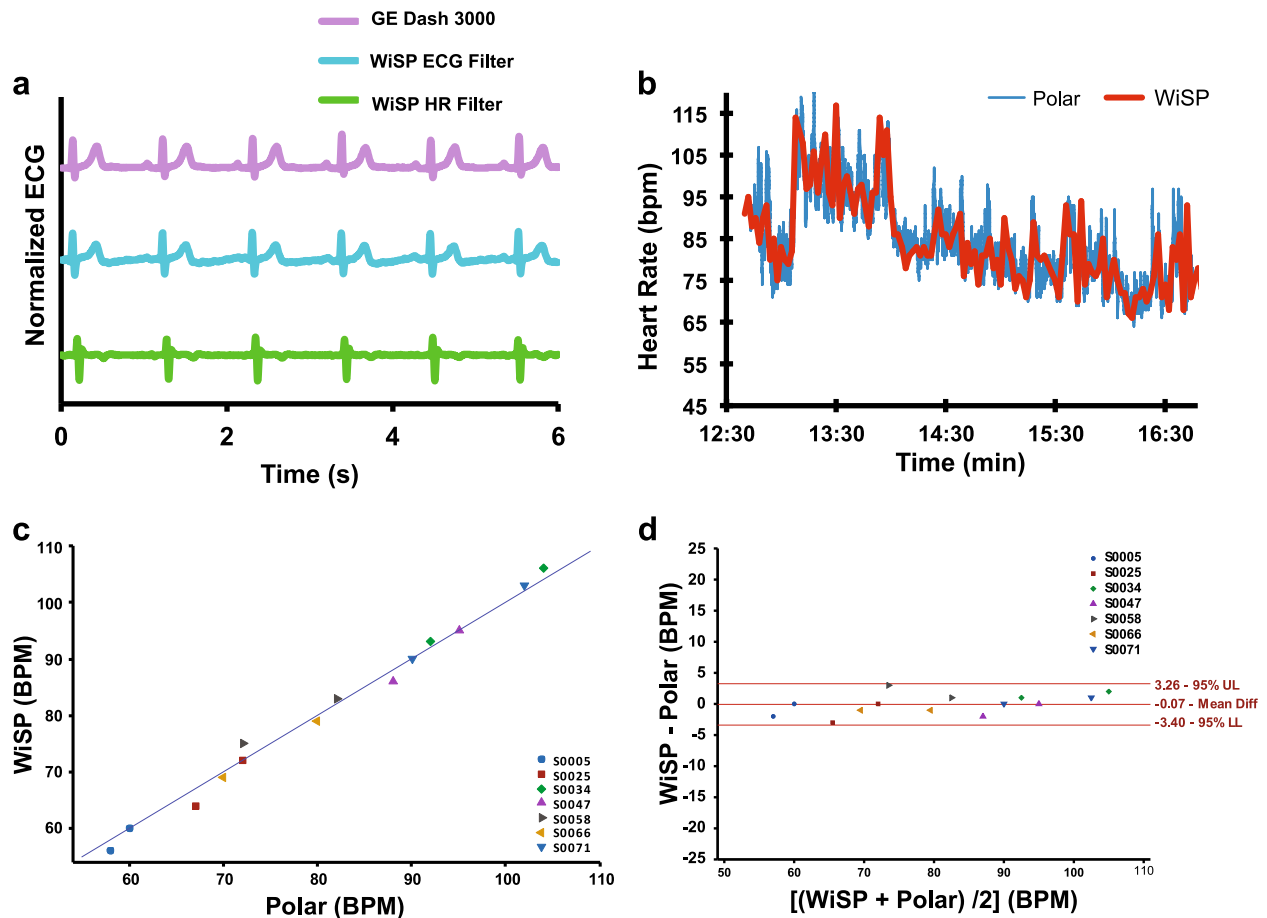 GE Dash 3000
WiSP ECG Filter
WiSP HR Filter
a
Normalized ECG
0 2 4 6
Time (s)
b
Polar WiSP
Heart Rate (bpm)
115
105
95
85
75
65
55
45
12:30 13:30 14:30 15:30 16:30
Time (min)
c
WiSP (BPM)
110
100
90
80
70
60
S0005
S0025
S0034
S0047
S0058
S0066
S0071
60 70 80 90 100 110
Polar (BPM)
d
WiSP - Polar (BPM)
25
20
15
10
5
0
-5
-10
-15
-20
-25
S0005
S0025
S0034
S0047
S0058
S0066
S0071
3.26 - 95% UL
-0.07 - Mean Diff
-3.40 - 95% LL
50 60 70 80 90 100 110
[(WiSP + Polar) /2] (BPM)